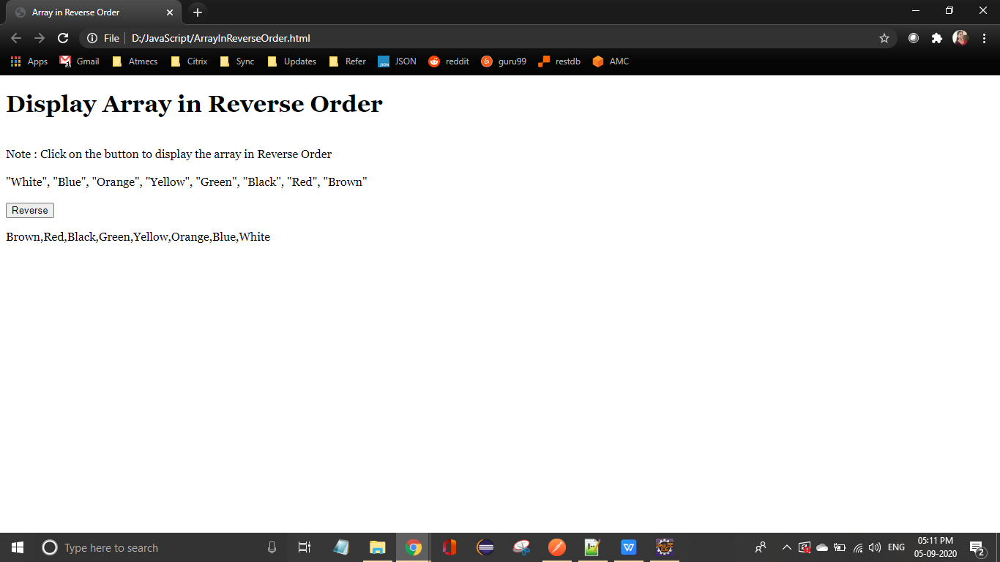 Array in Reverse Order
File D:/JavaScript/ArrayInReverseOrder.html
Apps Gmail Atmecs Citrix Sync Updates Refer JSON reddit guru99 restdb AMC
Display Array in Reverse Order
Note : Click on the button to display the array in Reverse Order
"White", "Blue", "Orange", "Yellow", "Green", "Black", "Red", "Brown"
Reverse
Brown,Red,Black,Green,Yellow,Orange,Blue,White
Type here to search
ENG
05:11 PM
05-09-2020
2